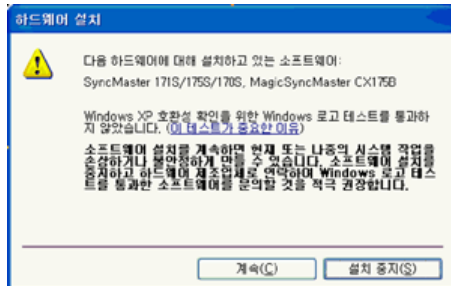 하드웨어 설치
다음 하드웨어에 대해 설치하고 있는 소프트웨어:
SyncMaster 171S/175S/170S, MagicSyncMaster CX175B
Windows XP 호환성 확인을 위한 Windows 로고 테스트를 통과하
지 않았습니다. (이 테스트가 중요한 이유)
소프트웨어 설치를 계속하면 현재 또는 나중의 시스템 작업을
손상하거나 불안정하게 만들 수 있습니다. 소프트웨어 설치를
중지하고 하드웨어 제조업체로 연락하여 Windows 로고 테스
트를 통과한 소프트웨어를 문의할 것을 적극 권장합니다.
계속(C)
설치 중지(S)